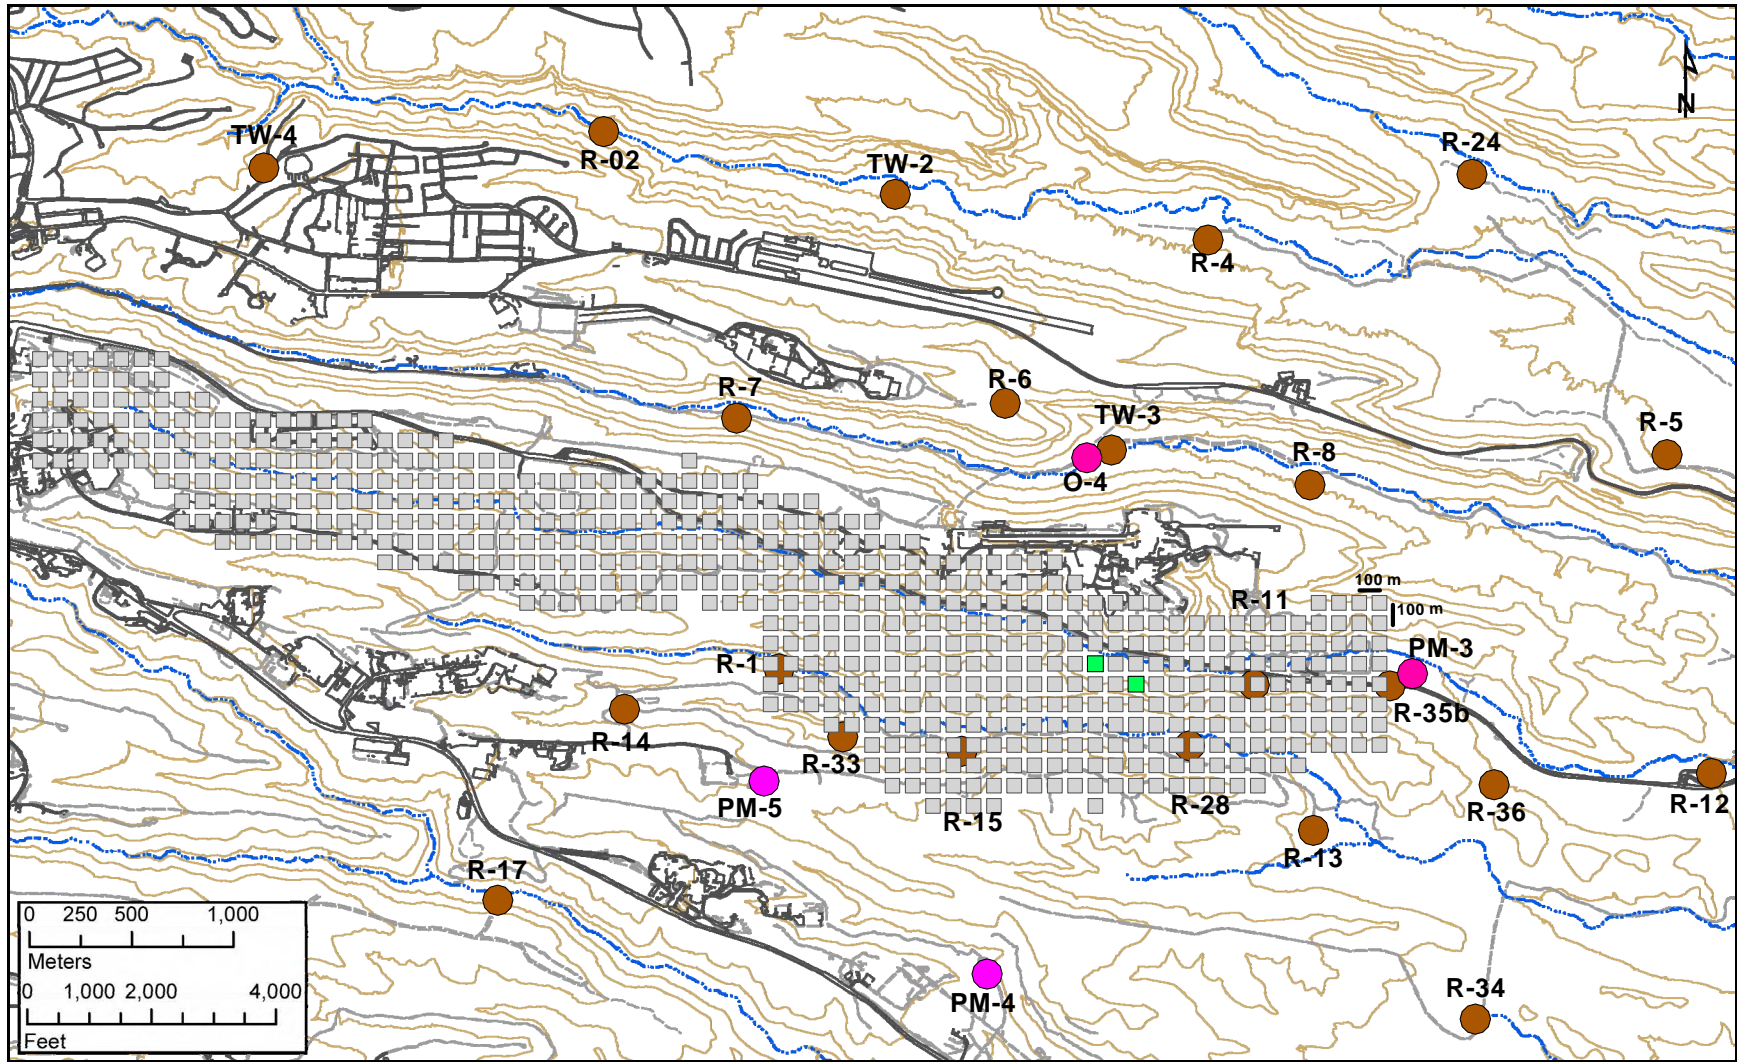 N
TW-4
R-02
TW-2
R-24
R-4
R-7
R-6
TW-3
O-4
R-8
R-5
100 m
100 m
R-11
R-1
PM-3
R-35b
R-14
R-33
PM-5
R-15
R-28
R-36
R-12
R-13
R-17
PM-4
R-34
0 250 500 1,000
Meters
0 1,000 2,000 4,000
Feet